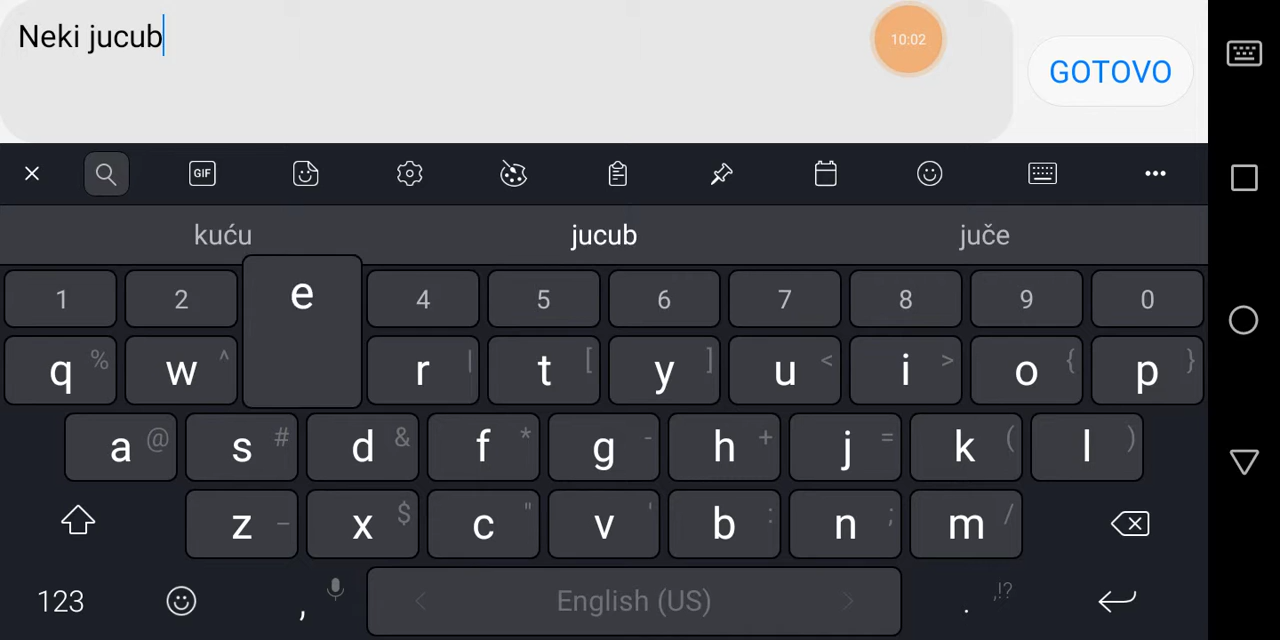 Neki jucub
10:02
GOTOVO
GIF
kuću jucub juče
1 2 e 4 5 6 7 8 9 0
q % w ^ r | t [ y ] u < i > o { p }
a @ s # d & f * g - h + j = k ( l )
z _ x $ c " v ' b : n ; m /
123 , < English (US) > . ,!?